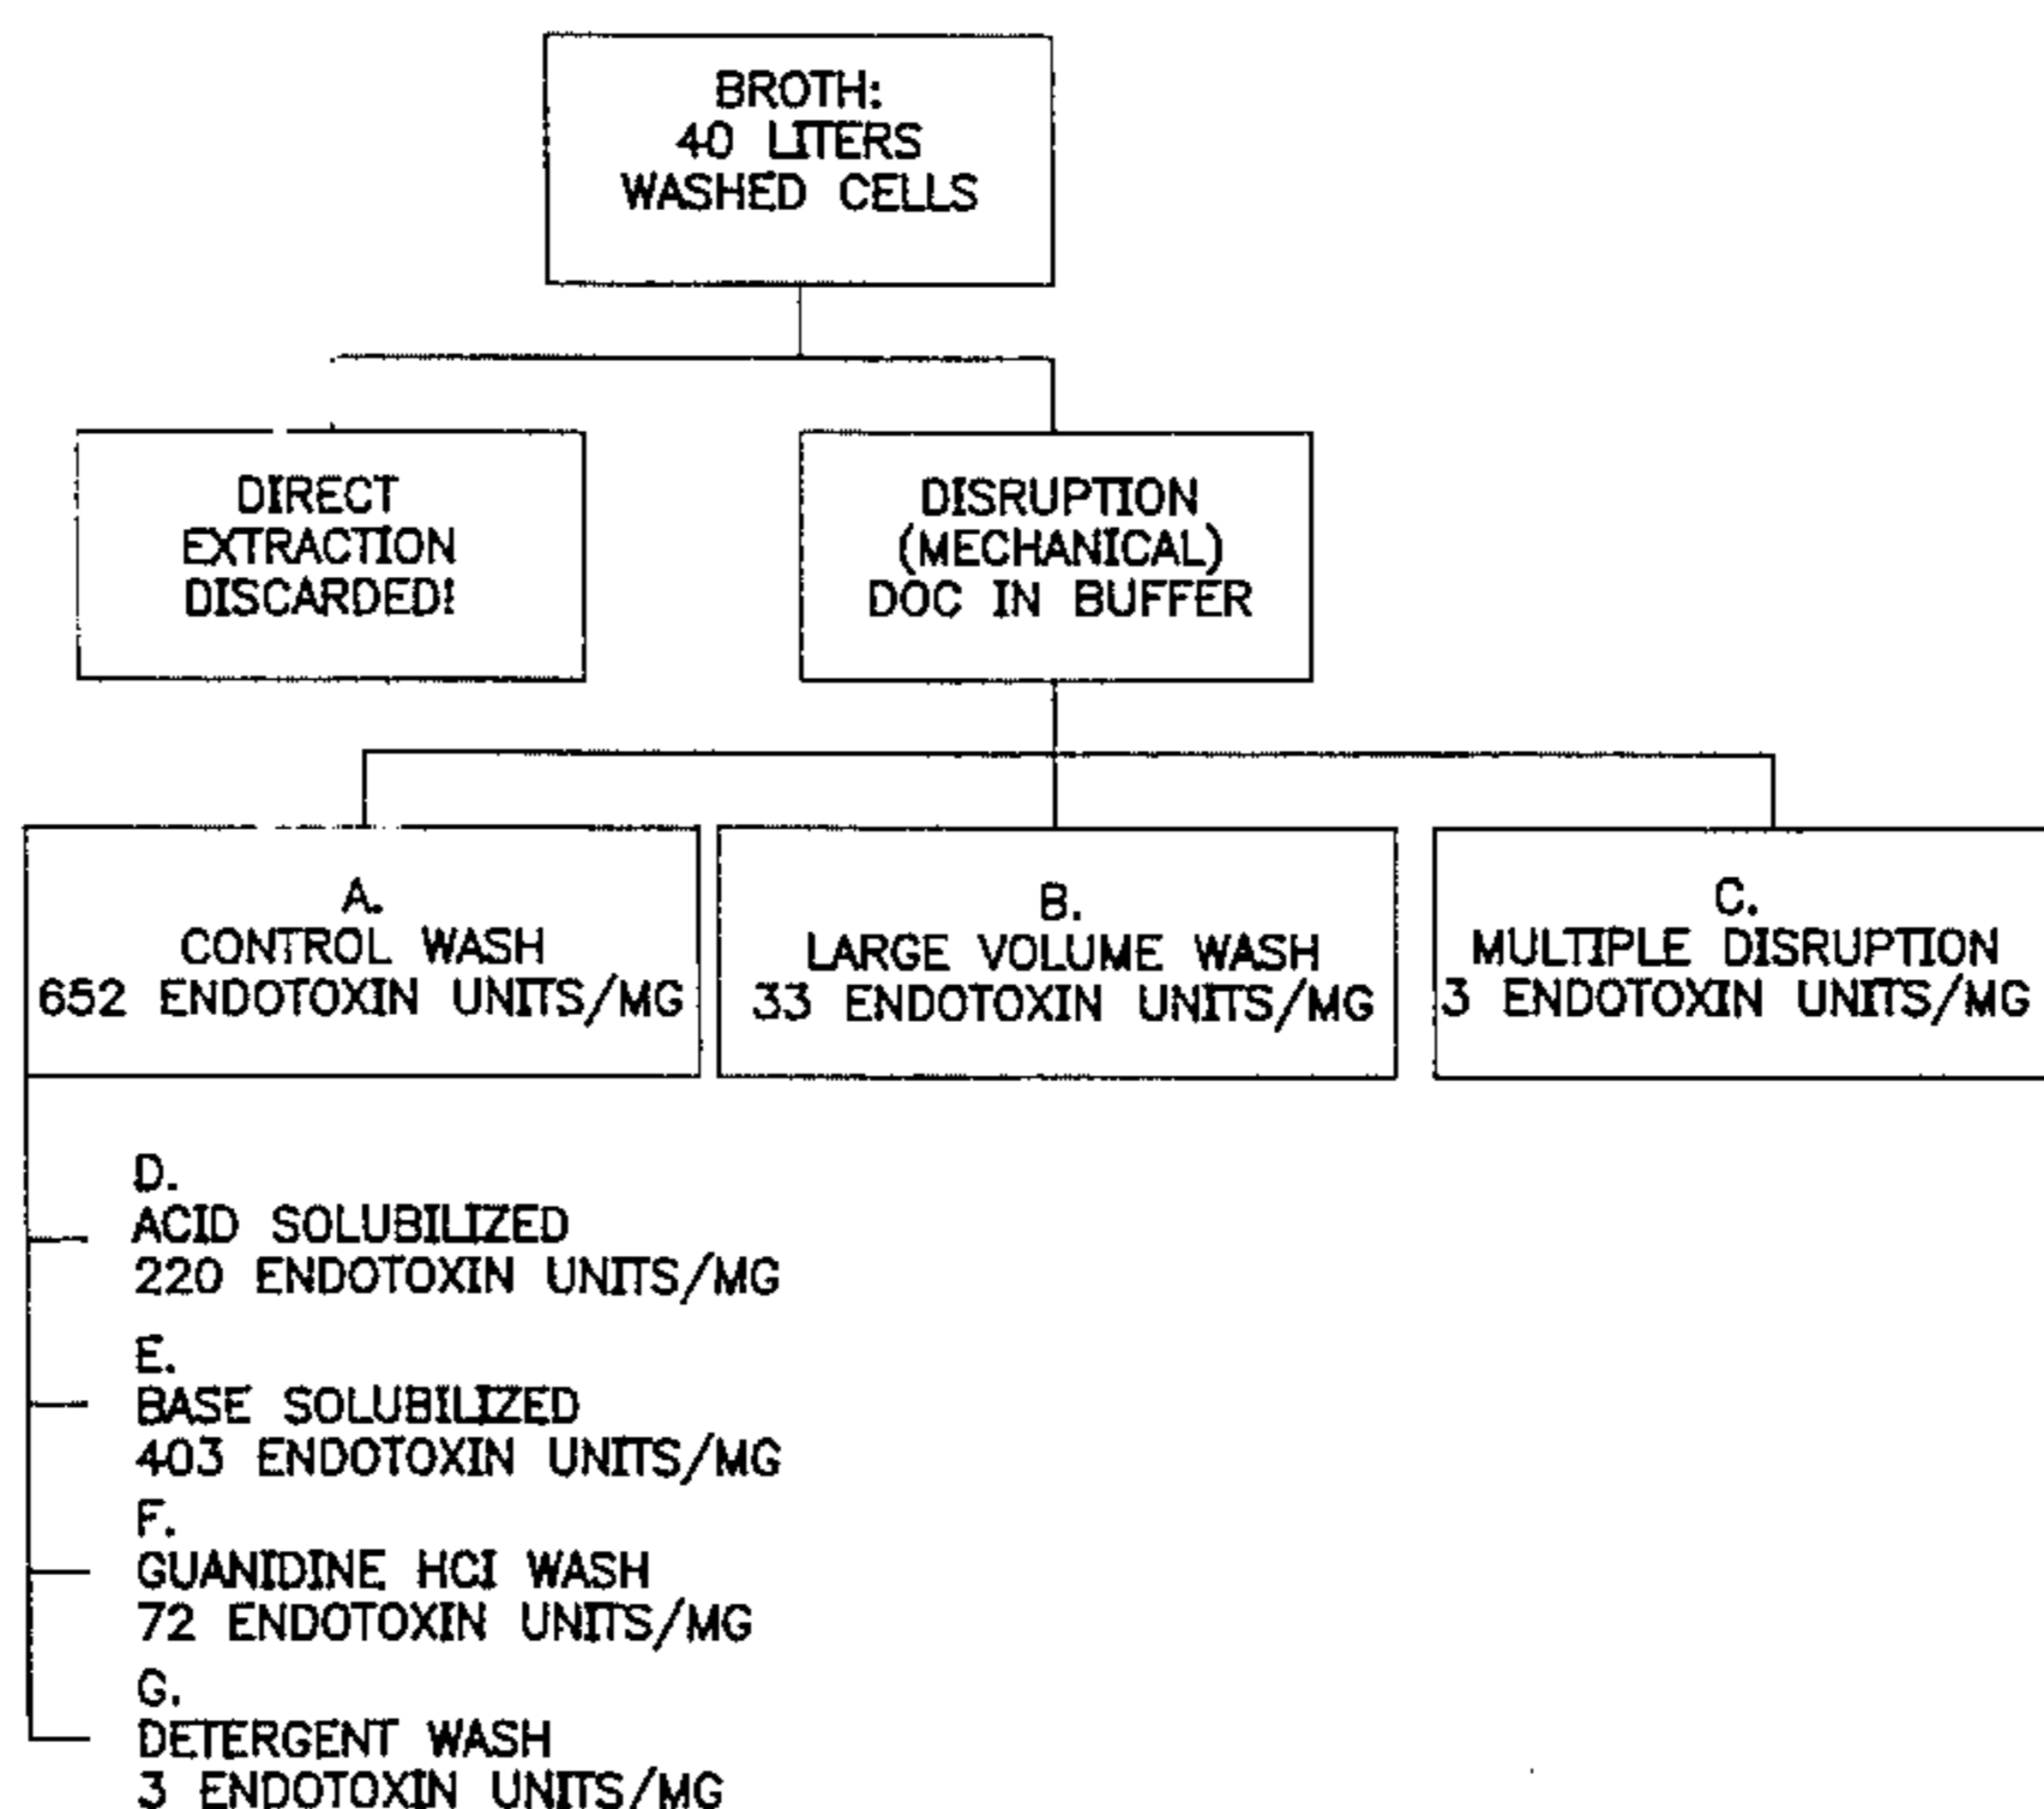 BROTH:
40 LITERS
WASHED CELLS
DIRECT
EXTRACTION
DISCARDED!
DISRUPTION
(MECHANICAL)
DOC IN BUFFER
A.
CONTROL WASH
652 ENDOTOXIN UNITS/MG
B.
LARGE VOLUME WASH
33 ENDOTOXIN UNITS/MG
C.
MULTIPLE DISRUPTION
3 ENDOTOXIN UNITS/MG
D.
ACID SOLUBILIZED
220 ENDOTOXIN UNITS/MG
E.
BASE SOLUBILIZED
403 ENDOTOXIN UNITS/MG
F.
GUANIDINE HCI WASH
72 ENDOTOXIN UNITS/MG
G.
DETERGENT WASH
3 ENDOTOXIN UNITS/MG